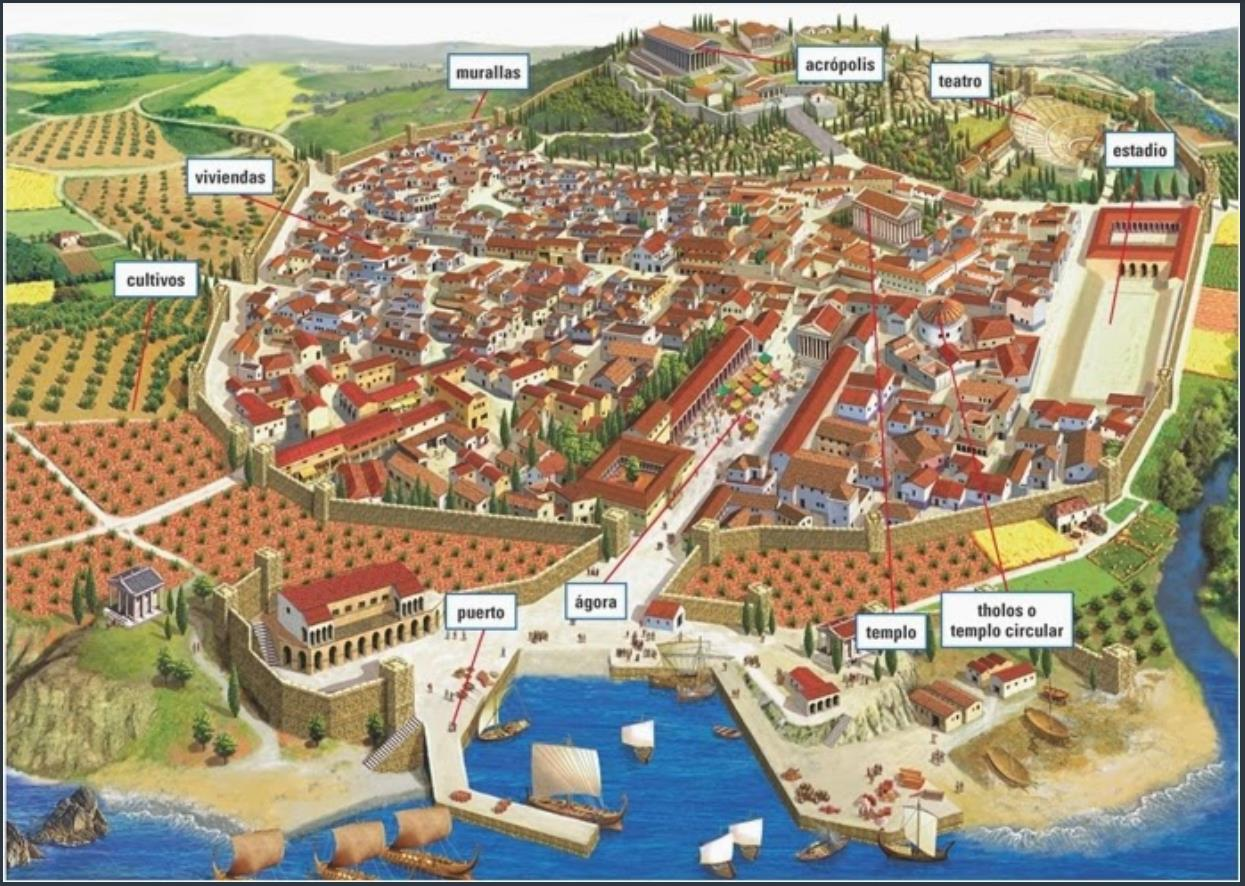 murallas
acrópolis
teatro
estadio
viviendas
cultivos
puerto
ágora
templo
tholos o
templo circular